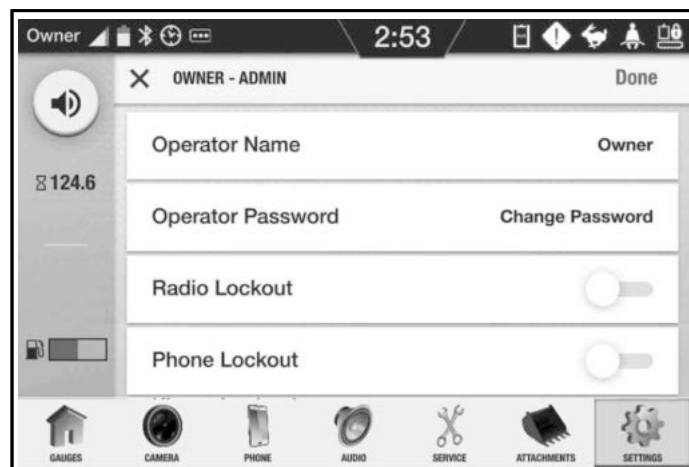 Owner 2:53
OWNER - ADMIN Done
Operator Name Owner
124.6
Operator Password Change Password
Radio Lockout
Phone Lockout
GAUGES CAMERA PHONE AUDIO SERVICE ATTACHMENTS SETTINGS